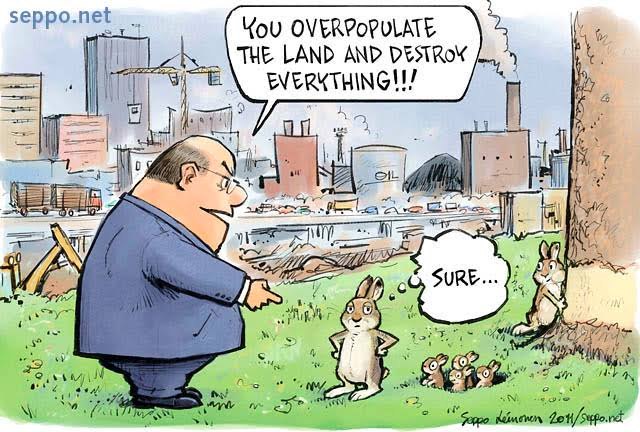 seppo.net
YOU OVERPOPULATE
THE LAND AND DESTROY
EVERYTHING!!!
OIL
SURE...
Seppo Leinonen 2011/seppo.net